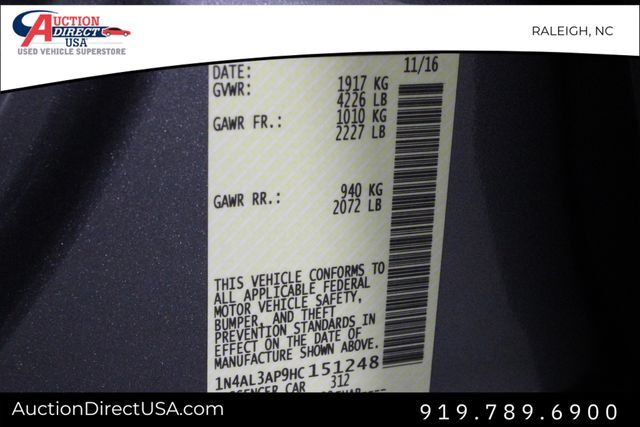 AUCTION
DIRECT
USA
USED VEHICLE SUPERSTORE
RALEIGH, NC
DATE: 11/16
GVWR: 1917 KG
4226 LB
GAWR FR.: 1010 KG
2227 LB
GAWR RR.: 940 KG
2072 LB
THIS VEHICLE CONFORMS TO
ALL APPLICABLE FEDERAL
MOTOR VEHICLE SAFETY,
BUMPER, AND THEFT
PREVENTION STANDARDS IN
EFFECT ON THE DATE OF
MANUFACTURE SHOWN ABOVE.
1N4AL3AP9HC151248
PASSENGER CAR 312
AuctionDirectUSA.com
919.789.6900